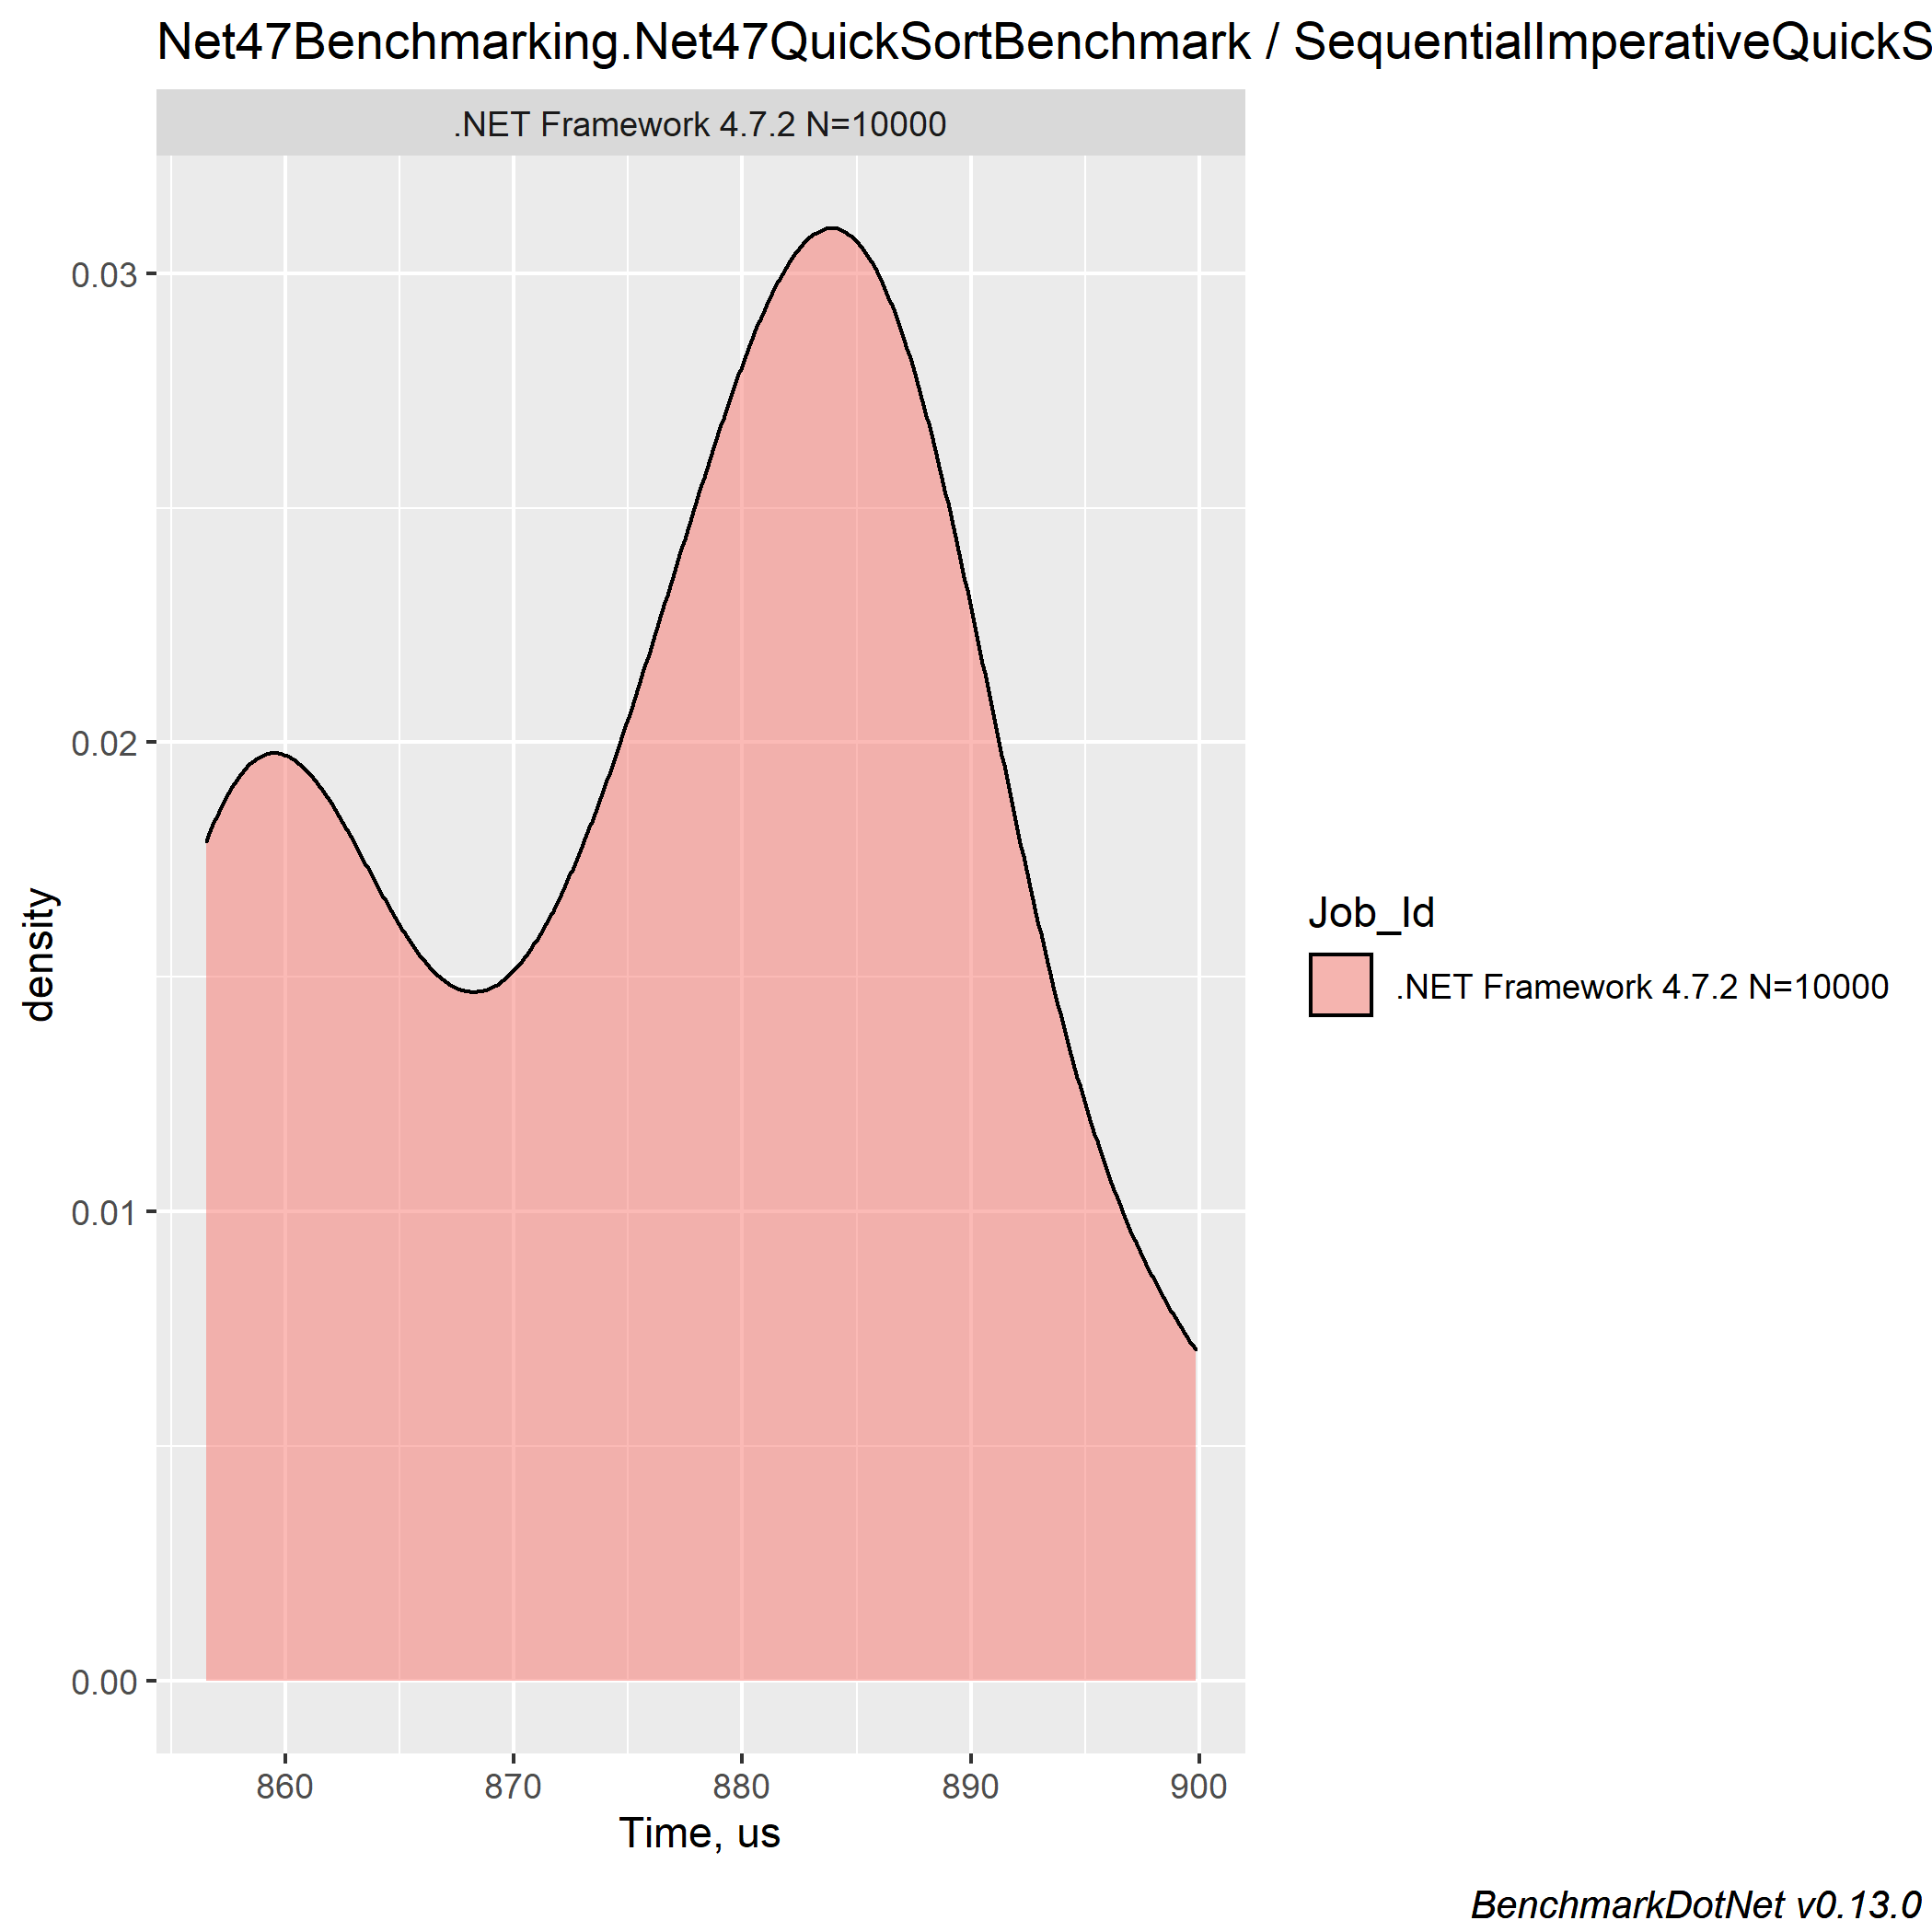 Net47Benchmarking.Net47QuickSortBenchmark / SequentialImperativeQuickS
.NET Framework 4.7.2 N=10000
0.03
0.02
0.01
0.00
density
860 870 880 890 900
Time, us
Job_Id
.NET Framework 4.7.2 N=10000
BenchmarkDotNet v0.13.0